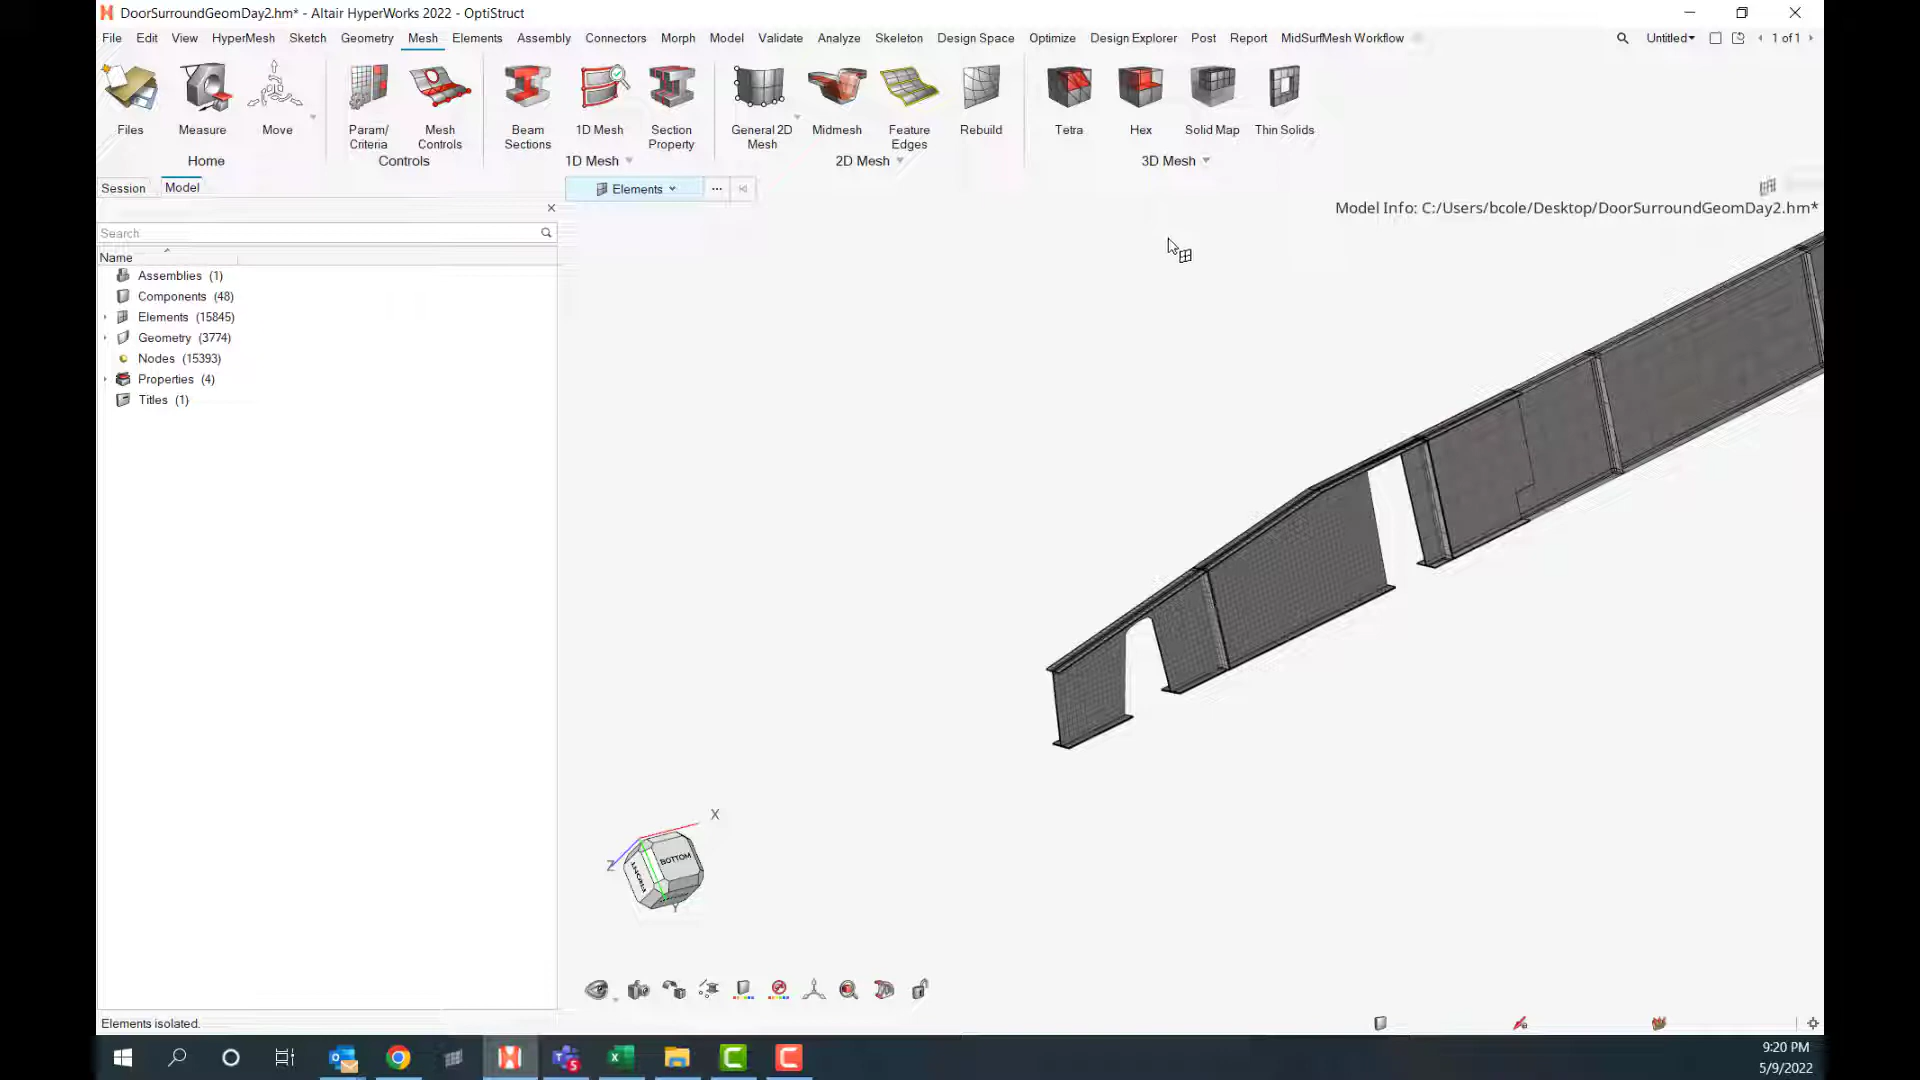 DoorSurroundGeomDay2.hm* - Altair HyperWorks 2022 - OptiStruct
File Edit View HyperMesh Sketch Geometry Mesh Elements Assembly Connectors Morph Model Validate Analyze Skeleton Design Space Optimize Design Explorer Post Report MidSurfMesh Workflow Untitled 1 of 1
Files Measure Move Param/ Criteria Mesh Controls Beam Sections 1D Mesh Section Property General 2D Mesh Midmesh Feature Edges Rebuild Tetra Hex Solid Map Thin Solids
Home Controls 1D Mesh 2D Mesh 3D Mesh
Session Model
Elements ...
Model Info: C:/Users/bcole/Desktop/DoorSurroundGeomDay2.hm*
Search
Name
Assemblies (1)
Components (48)
Elements (15845)
Geometry (3774)
Nodes (15393)
Properties (4)
Titles (1)
X
Z
BOTTOM
FRONT
Y
Elements isolated.
9:20 PM
5/9/2022